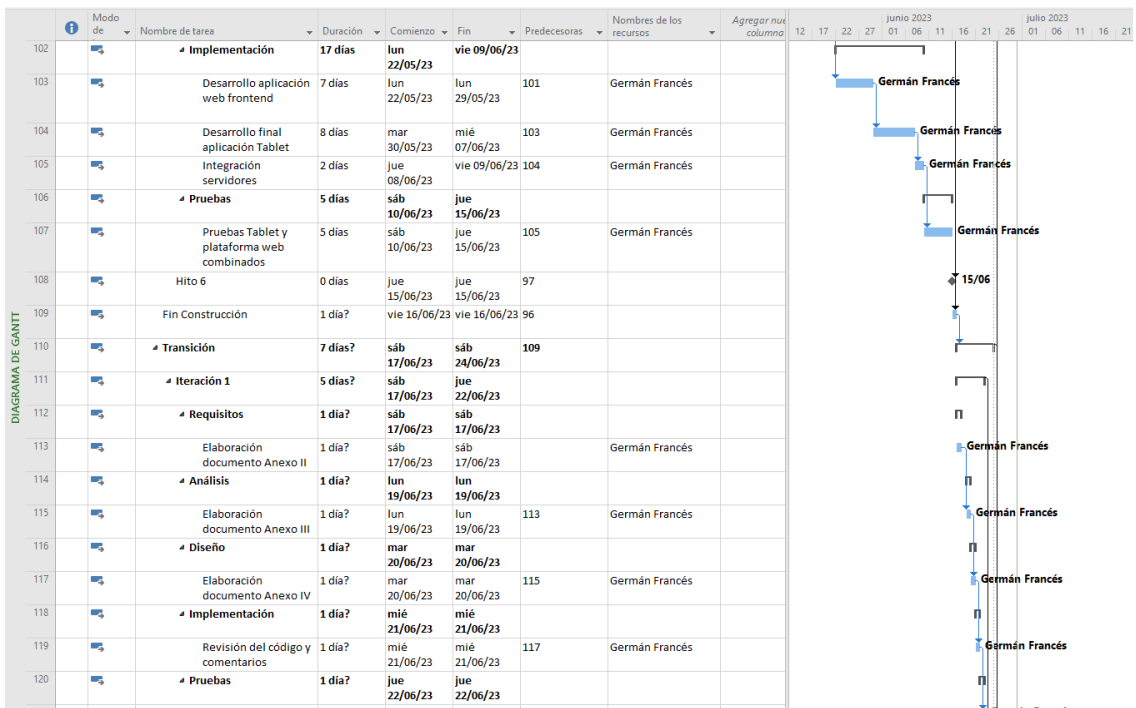 Modo
de
Nombre de tarea
Duración
Comienzo
Fin
Predecesoras
Nombres de los
recursos
Agregar nue
columna
junio 2023
julio 2023
12 17 22 27 01 06 11 16 21 26 01 06 11 16 21
DIAGRAMA DE GANTT
102 Implementación 17 días lun vie 09/06/23
22/05/23
103 Desarrollo aplicación 7 días lun lun 101 Germán Francés
web frontend 22/05/23 29/05/23
Germán Francés
104 Desarrollo final 8 días mar mié 103 Germán Francés
aplicación Tablet 30/05/23 07/06/23
Germán Francés
105 Integración 2 días jue vie 09/06/23 104 Germán Francés
servidores 08/06/23
Germán Francés
106 Pruebas 5 días sáb jue
10/06/23 15/06/23
107 Pruebas Tablet y 5 días sáb jue 105 Germán Francés
plataforma web 10/06/23 15/06/23
combinados
Germán Francés
108 Hito 6 0 días jue jue 97
15/06/23 15/06/23
15/06
109 Fin Construcción 1 día? vie 16/06/23 vie 16/06/23 96
110 Transición 7 días? sáb sáb 109
17/06/23 24/06/23
111 Iteración 1 5 días? sáb jue
17/06/23 22/06/23
112 Requisitos 1 día? sáb sáb
17/06/23 17/06/23
113 Elaboración 1 día? sáb sáb Germán Francés
documento Anexo II 17/06/23 17/06/23
Germán Francés
114 Análisis 1 día? lun lun
19/06/23 19/06/23
115 Elaboración 1 día? lun lun 113 Germán Francés
documento Anexo III 19/06/23 19/06/23
Germán Francés
116 Diseño 1 día? mar mar
20/06/23 20/06/23
117 Elaboración 1 día? mar mar 115 Germán Francés
documento Anexo IV 20/06/23 20/06/23
Germán Francés
118 Implementación 1 día? mié mié
21/06/23 21/06/23
119 Revisión del código y 1 día? mié mié 117 Germán Francés
comentarios 21/06/23 21/06/23
Germán Francés
120 Pruebas 1 día? jue jue
22/06/23 22/06/23